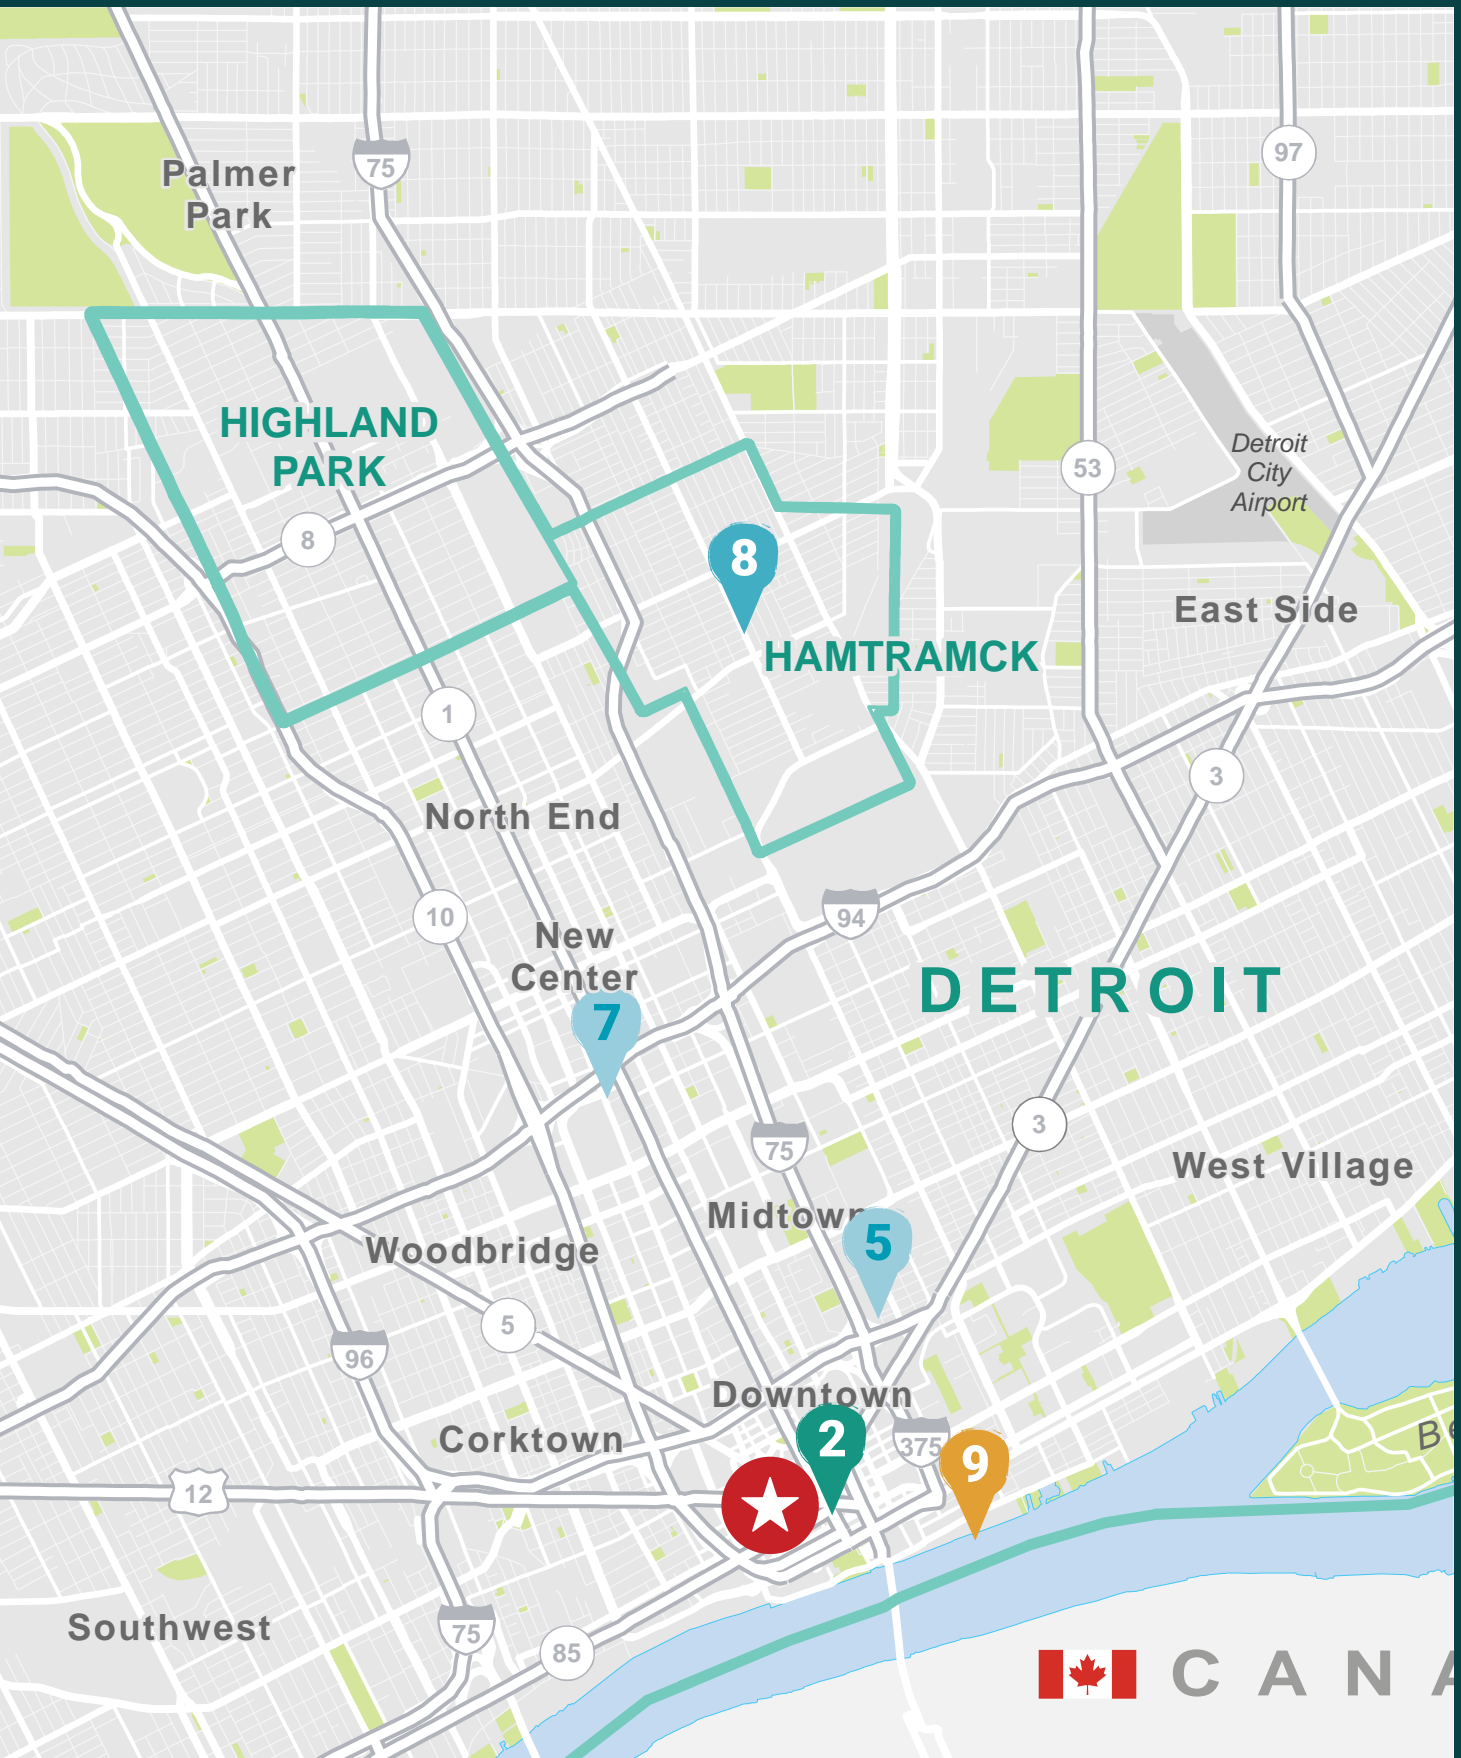 75
97
Palmer
Park
HIGHLAND
PARK
Detroit
City
Airport
53
8
8
East Side
HAMTRAMCK
1
3
North End
10
94
New
Center
DETROIT
7
3
75
West Village
Midtown
5
Woodbridge
5
96
Downtown
Corktown
2
375
9
12
Southwest
75
85
CAN